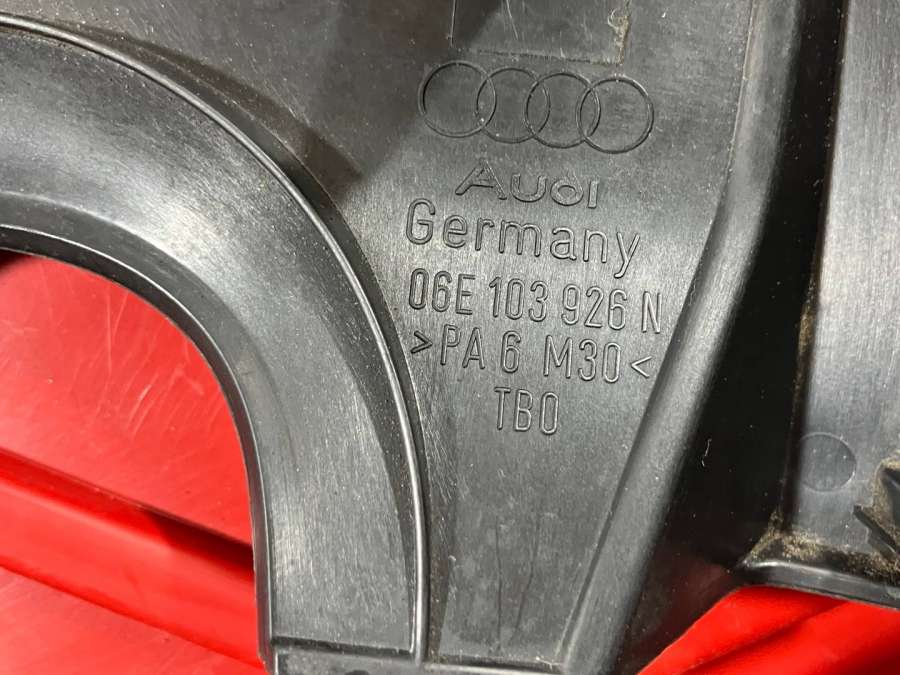 Audi
Germany
06E 103 926 N
>PA 6 M30<
TBO